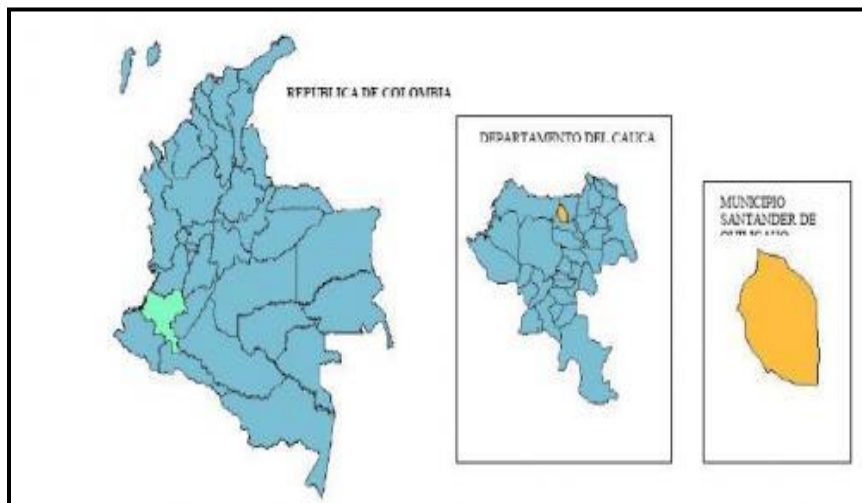 REPUBLICA DE COLOMBIA
DEPARTAMENTO DEL CAUCA
MUNICIPIO
SANTANDER DE